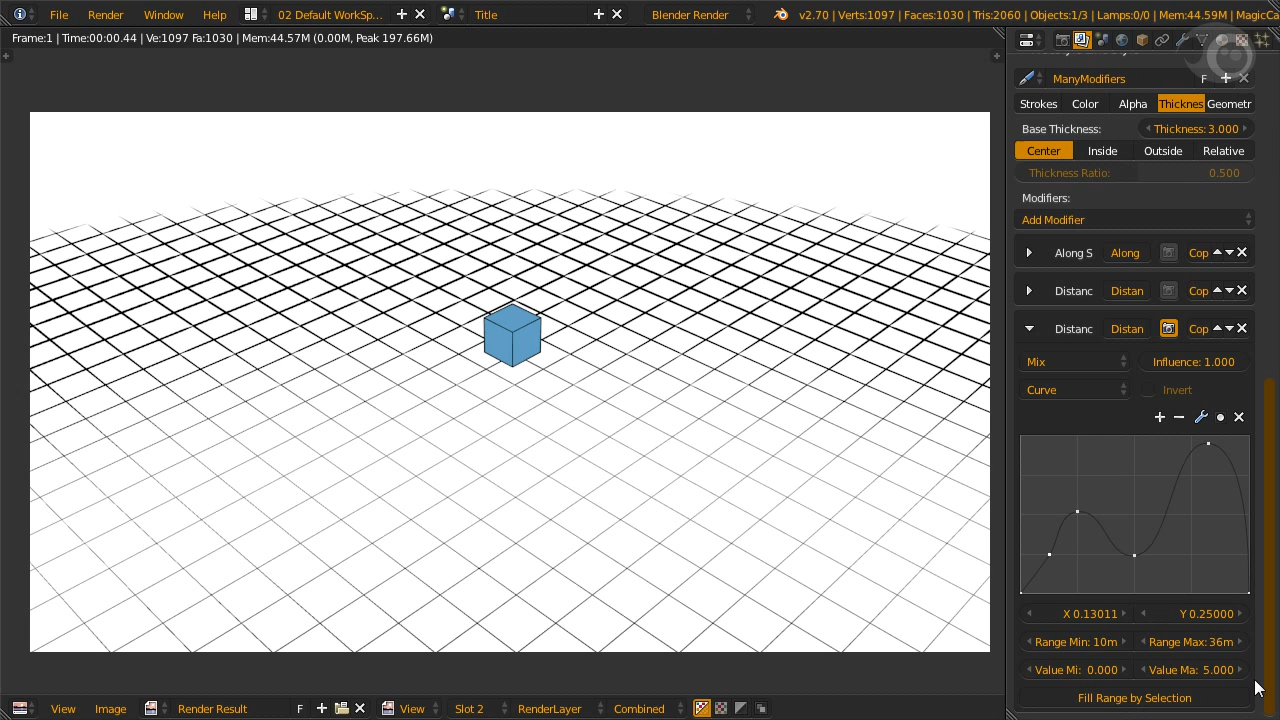 File Render Window Help 02 Default WorkSp... Title Blender Render v2.70 | Verts:1097 | Faces:1030 | Tris:2060 | Objects:1/3 | Lamps:0/0 | Mem:44.59M | MagicCa
Frame:1 | Time:00:00.44 | Ve:1097 Fa:1030 | Mem:44.57M (0.00M, Peak 197.66M)
ManyModifiers F
Strokes Color Alpha Thicknes Geometr
Base Thickness: Thickness: 3.000
Center Inside Outside Relative
Thickness Ratio: 0.500
Modifiers:
Add Modifier
Along S Along Cop
Distanc Distan Cop
Distanc Distan Cop
Mix Influence: 1.000
Curve Invert
X 0.13011 Y 0.25000
Range Min: 10m Range Max: 36m
Value Mi: 0.000 Value Ma: 5.000
Fill Range by Selection
View Image Render Result F View Slot 2 RenderLayer Combined